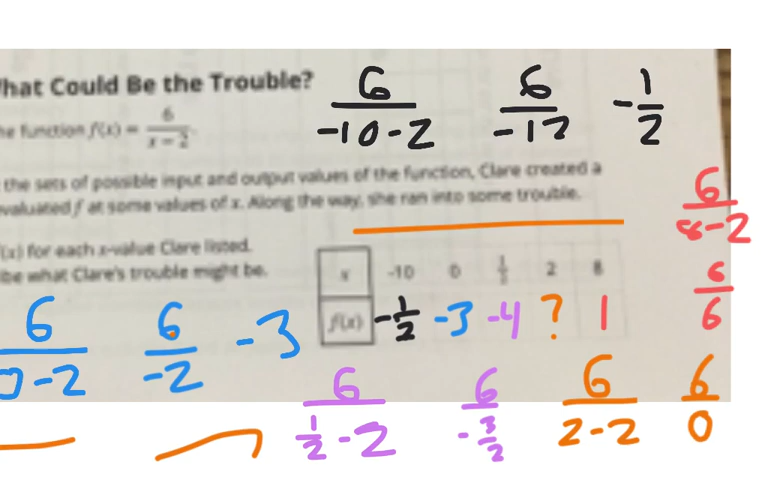 What Could Be the Trouble?
he function f(x) = 6/(x − 2).
the sets of possible input and output values of the function, Clare created a
evaluated f at some values of x. Along the way, she ran into some trouble.
f(x) for each x-value Clare listed.
be what Clare's trouble might be.
x -10 0 1/2 2 8
f(x) -1/2 -3 -4 ? 1
6/(-10-2) 6/-12 -1/2
6/(8-2)
6/6
6/(0-2) 6/-2 -3
6/(1/2-2) 6/(-3/2) 6/(2-2) 6/0